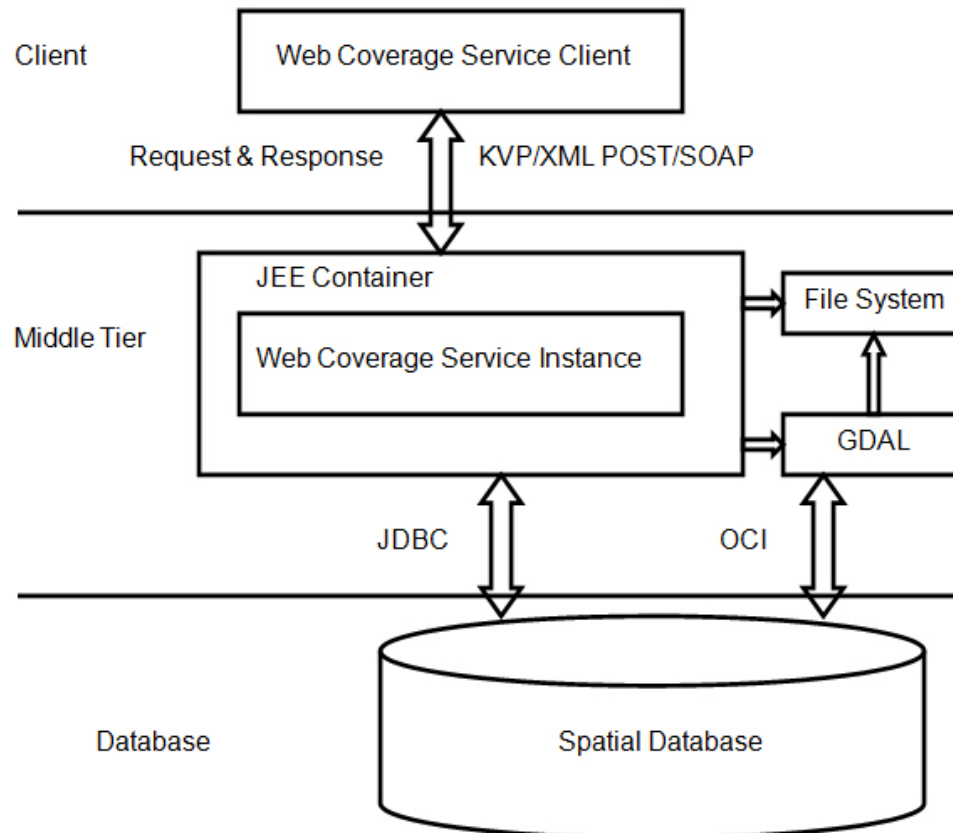 Client
Web Coverage Service Client
Request & Response
KVP/XML POST/SOAP
JEE Container
File System
Middle Tier
Web Coverage Service Instance
GDAL
JDBC
OCI
Database
Spatial Database